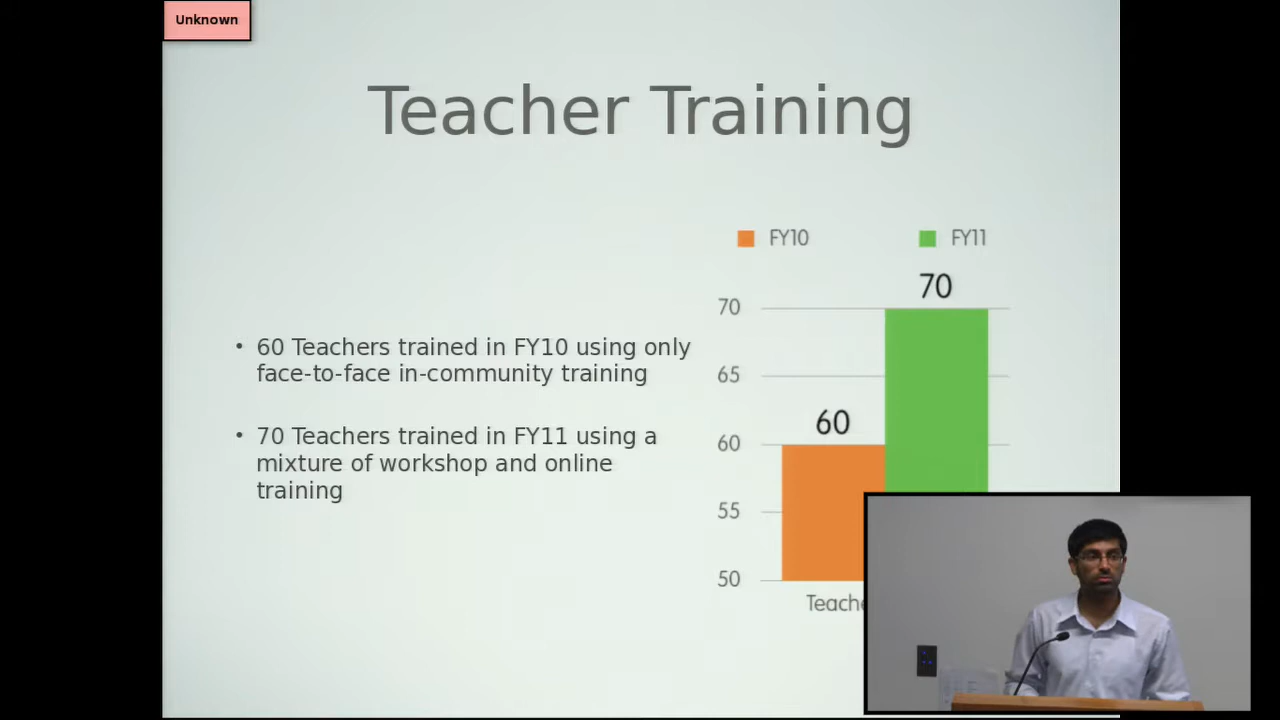 Unknown
Teacher Training
FY10 FY11
70
70
• 60 Teachers trained in FY10 using only
face-to-face in-community training
65
60
60
• 70 Teachers trained in FY11 using a
mixture of workshop and online
training
55
50